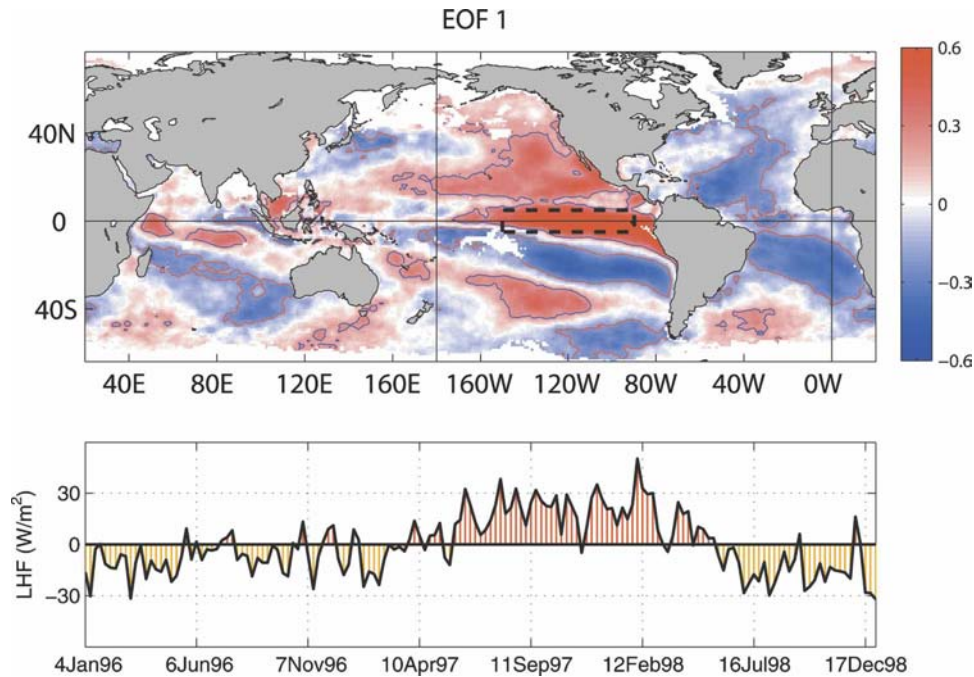 EOF 1
0.6
0.3
0
−0.3
−0.6
40N
0
40S
40E 80E 120E 160E 160W 120W 80W 40W 0W
LHF (W/m²)
30
0
−30
4Jan96 6Jun96 7Nov96 10Apr97 11Sep97 12Feb98 16Jul98 17Dec98